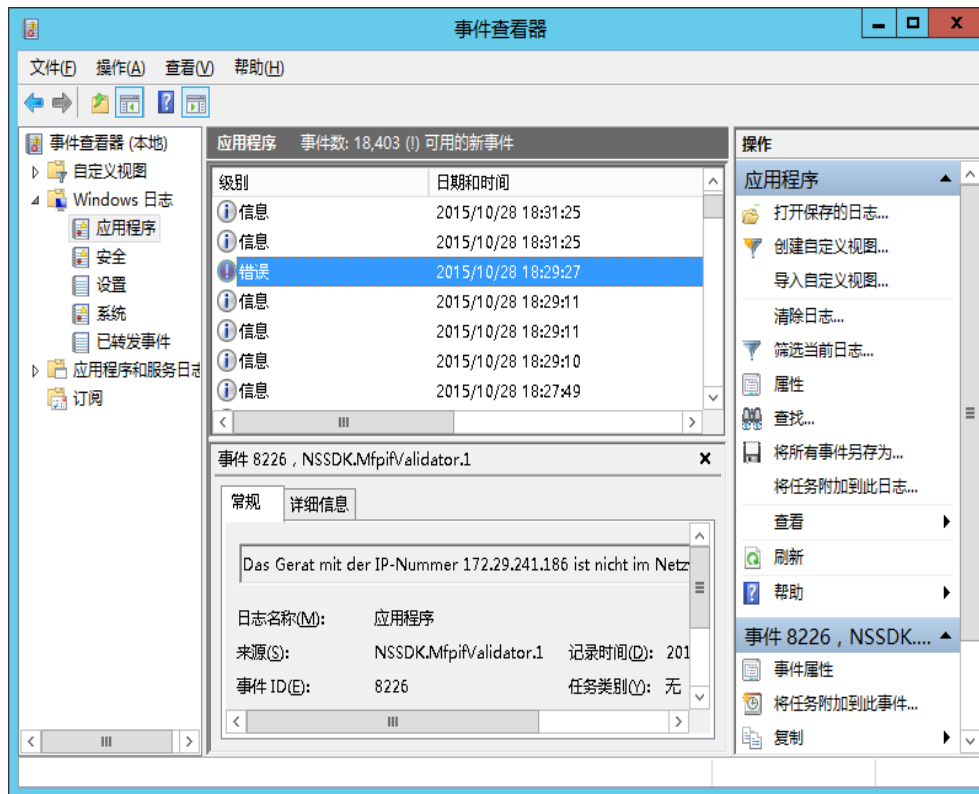 事件查看器
文件(F) 操作(A) 查看(V) 帮助(H)
事件查看器 (本地)
自定义视图
Windows 日志
应用程序
安全
设置
系统
已转发事件
应用程序和服务日志
订阅
应用程序 事件数: 18,403 (!) 可用的新事件
级别 日期和时间
信息 2015/10/28 18:31:25
信息 2015/10/28 18:31:25
错误 2015/10/28 18:29:27
信息 2015/10/28 18:29:11
信息 2015/10/28 18:29:11
信息 2015/10/28 18:29:10
信息 2015/10/28 18:27:49
事件 8226，NSSDK.MfpifValidator.1
常规 详细信息
Das Gerat mit der IP-Nummer 172.29.241.186 ist nicht im Netz
日志名称(M): 应用程序
来源(S): NSSDK.MfpifValidator.1 记录时间(D): 201
事件 ID(E): 8226 任务类别(Y): 无
操作
应用程序
打开保存的日志...
创建自定义视图...
导入自定义视图...
清除日志...
筛选当前日志...
属性
查找...
将所有事件另存为...
将任务附加到此日志...
查看
刷新
帮助
事件 8226，NSSDK....
事件属性
将任务附加到此事件...
复制